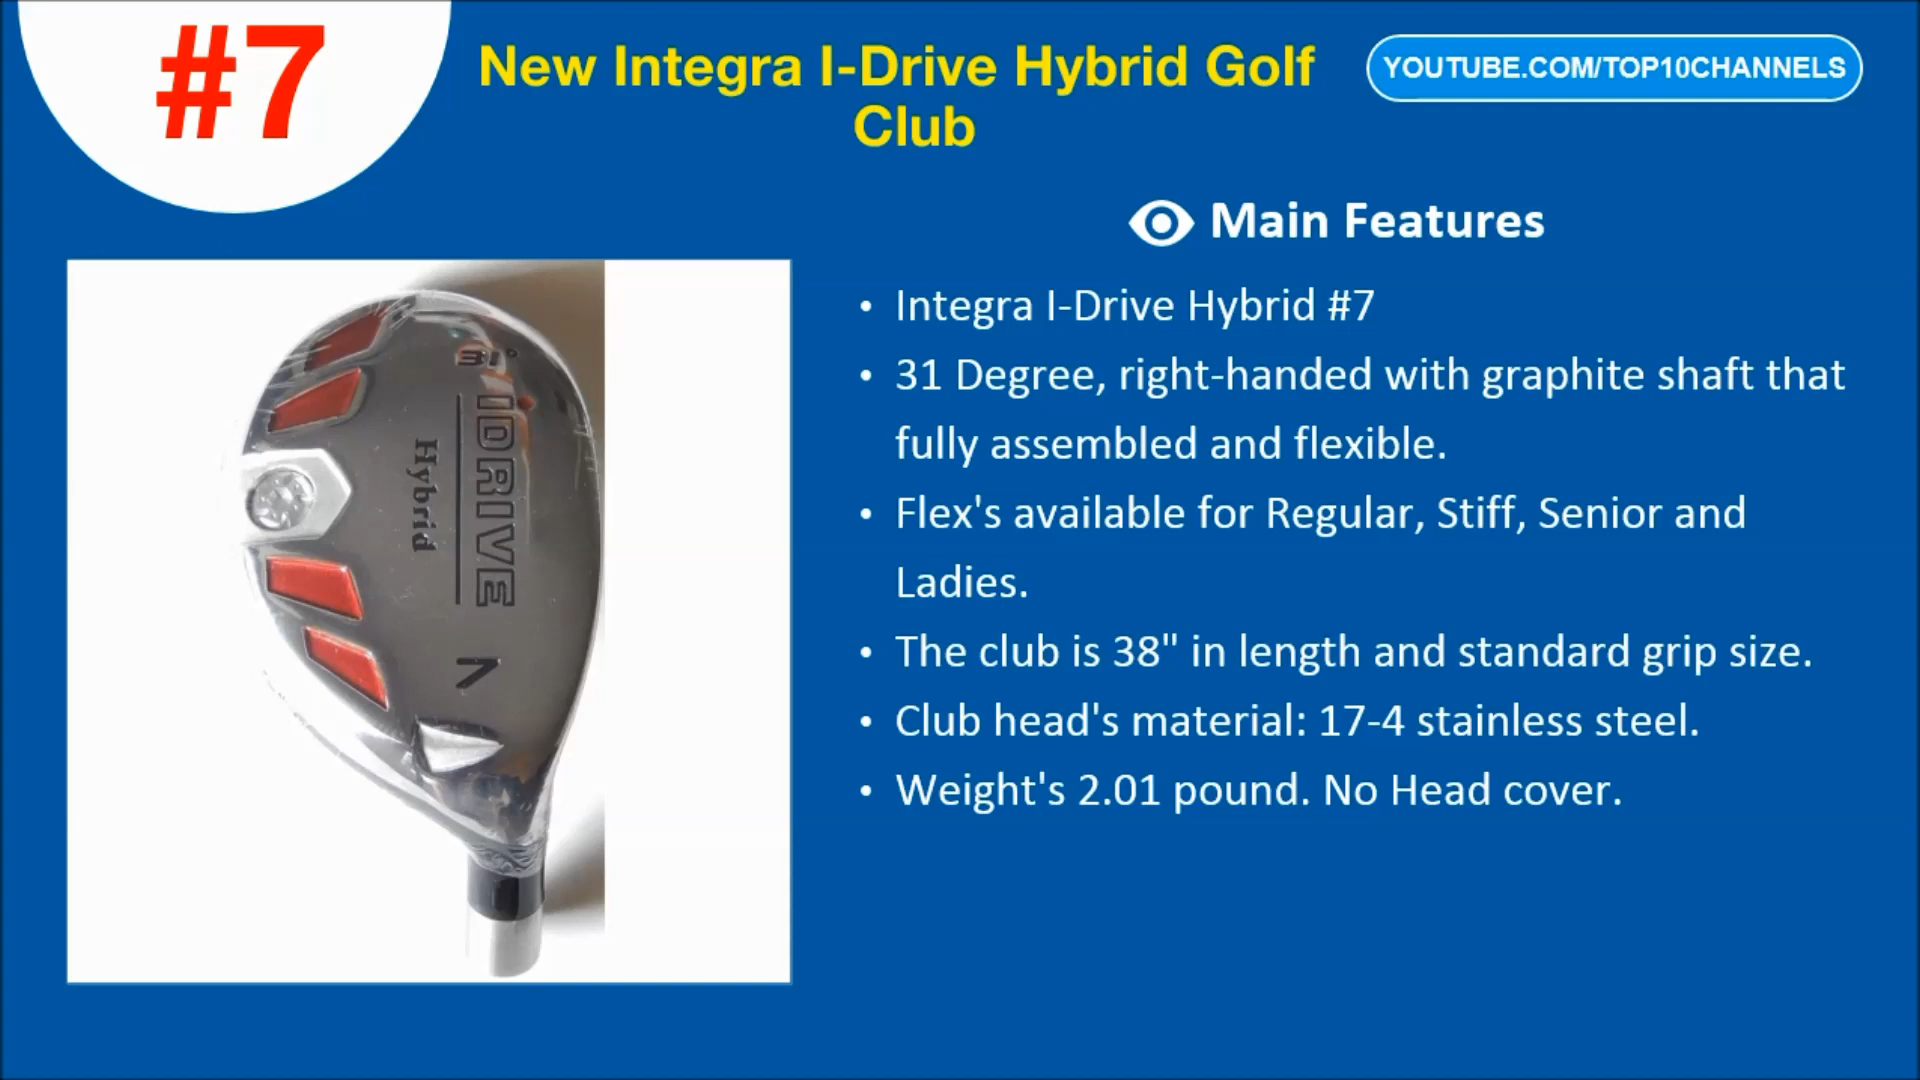 #7
New Integra I-Drive Hybrid Golf
Club
YOUTUBE.COM/TOP10CHANNELS
Main Features
• Integra I-Drive Hybrid #7
• 31 Degree, right-handed with graphite shaft that
fully assembled and flexible.
• Flex's available for Regular, Stiff, Senior and
Ladies.
• The club is 38" in length and standard grip size.
• Club head's material: 17-4 stainless steel.
• Weight's 2.01 pound. No Head cover.
31°
IDRIVE
Hybrid
7